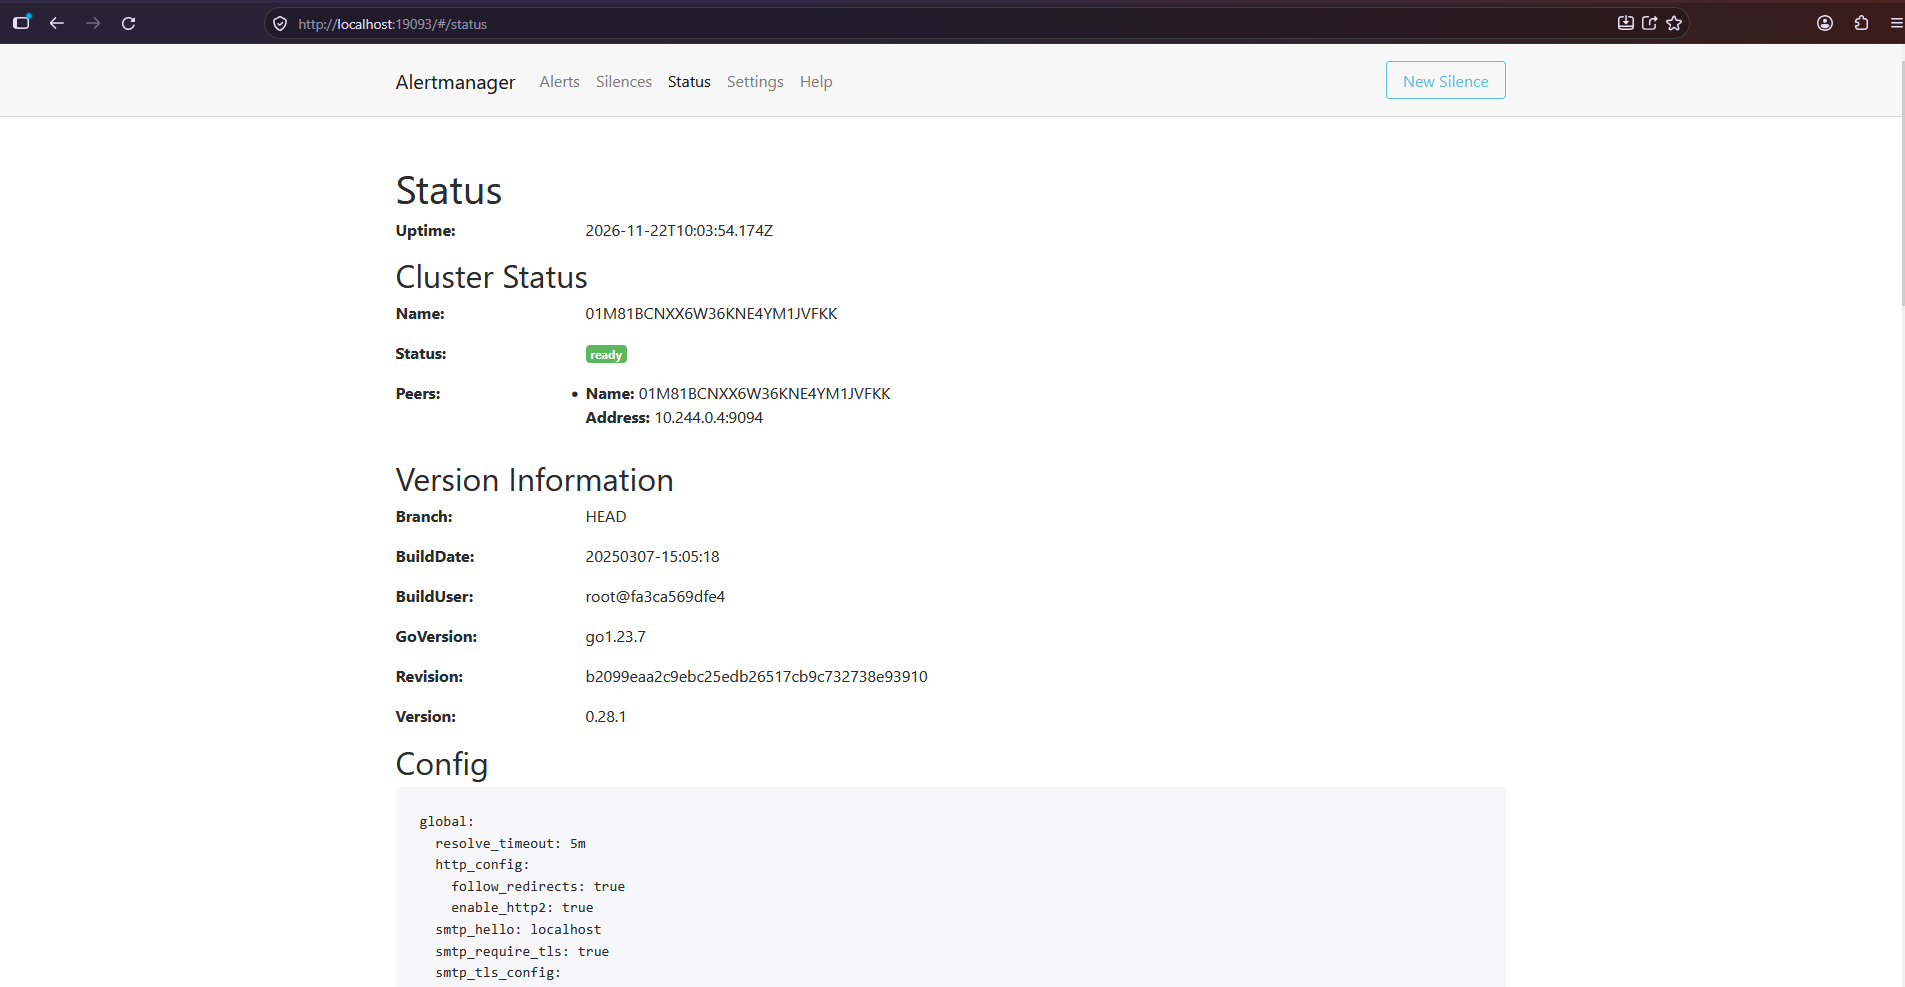 http://localhost:19093/#/status
Alertmanager Alerts Silences Status Settings Help New Silence
Status
Uptime: 2026-11-22T10:03:54.174Z
Cluster Status
Name: 01M81BCNXX6W36KNE4YM1JVFKK
Status: ready
Peers: • Name: 01M81BCNXX6W36KNE4YM1JVFKK
Address: 10.244.0.4:9094
Version Information
Branch: HEAD
BuildDate: 20250307-15:05:18
BuildUser: root@fa3ca569dfe4
GoVersion: go1.23.7
Revision: b2099eaa2c9ebc25edb26517cb9c732738e93910
Version: 0.28.1
Config
global:
  resolve_timeout: 5m
  http_config:
    follow_redirects: true
    enable_http2: true
  smtp_hello: localhost
  smtp_require_tls: true
  smtp_tls_config: